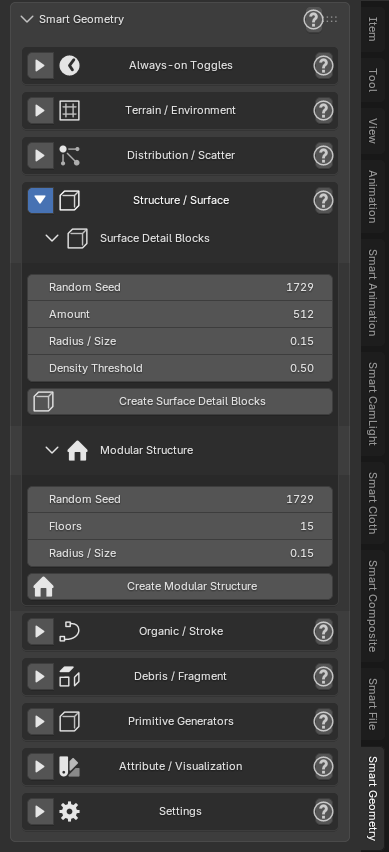 Smart Geometry
Always-on Toggles
Terrain / Environment
Distribution / Scatter
Structure / Surface
Surface Detail Blocks
Random Seed 1729
Amount 512
Radius / Size 0.15
Density Threshold 0.50
Create Surface Detail Blocks
Modular Structure
Random Seed 1729
Floors 15
Radius / Size 0.15
Create Modular Structure
Organic / Stroke
Debris / Fragment
Primitive Generators
Attribute / Visualization
Settings
Item
Tool
View
Animation
Smart Animation
Smart CamLight
Smart Cloth
Smart Composite
Smart File
Smart Geometry